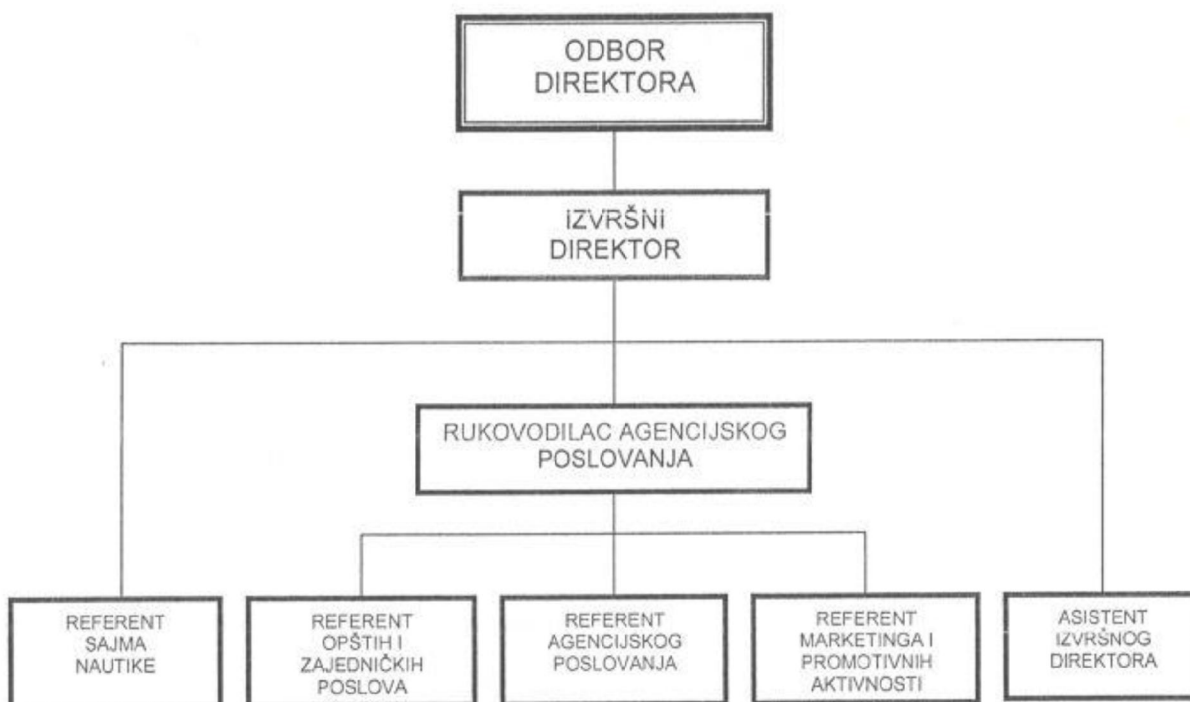 ODBOR
DIREKTORA
IZVRŠNI
DIREKTOR
RUKOVODILAC AGENCIJSKOG
POSLOVANJA
REFERENT
SAJMA
NAUTIKE
REFERENT
OPŠTIH I
ZAJEDNIČKIH
POSLOVA
REFERENT
AGENCIJSKOG
POSLOVANJA
REFERENT
MARKETINGA I
PROMOTIVNIH
AKTIVNOSTI
ASISTENT
IZVRŠNOG
DIREKTORA